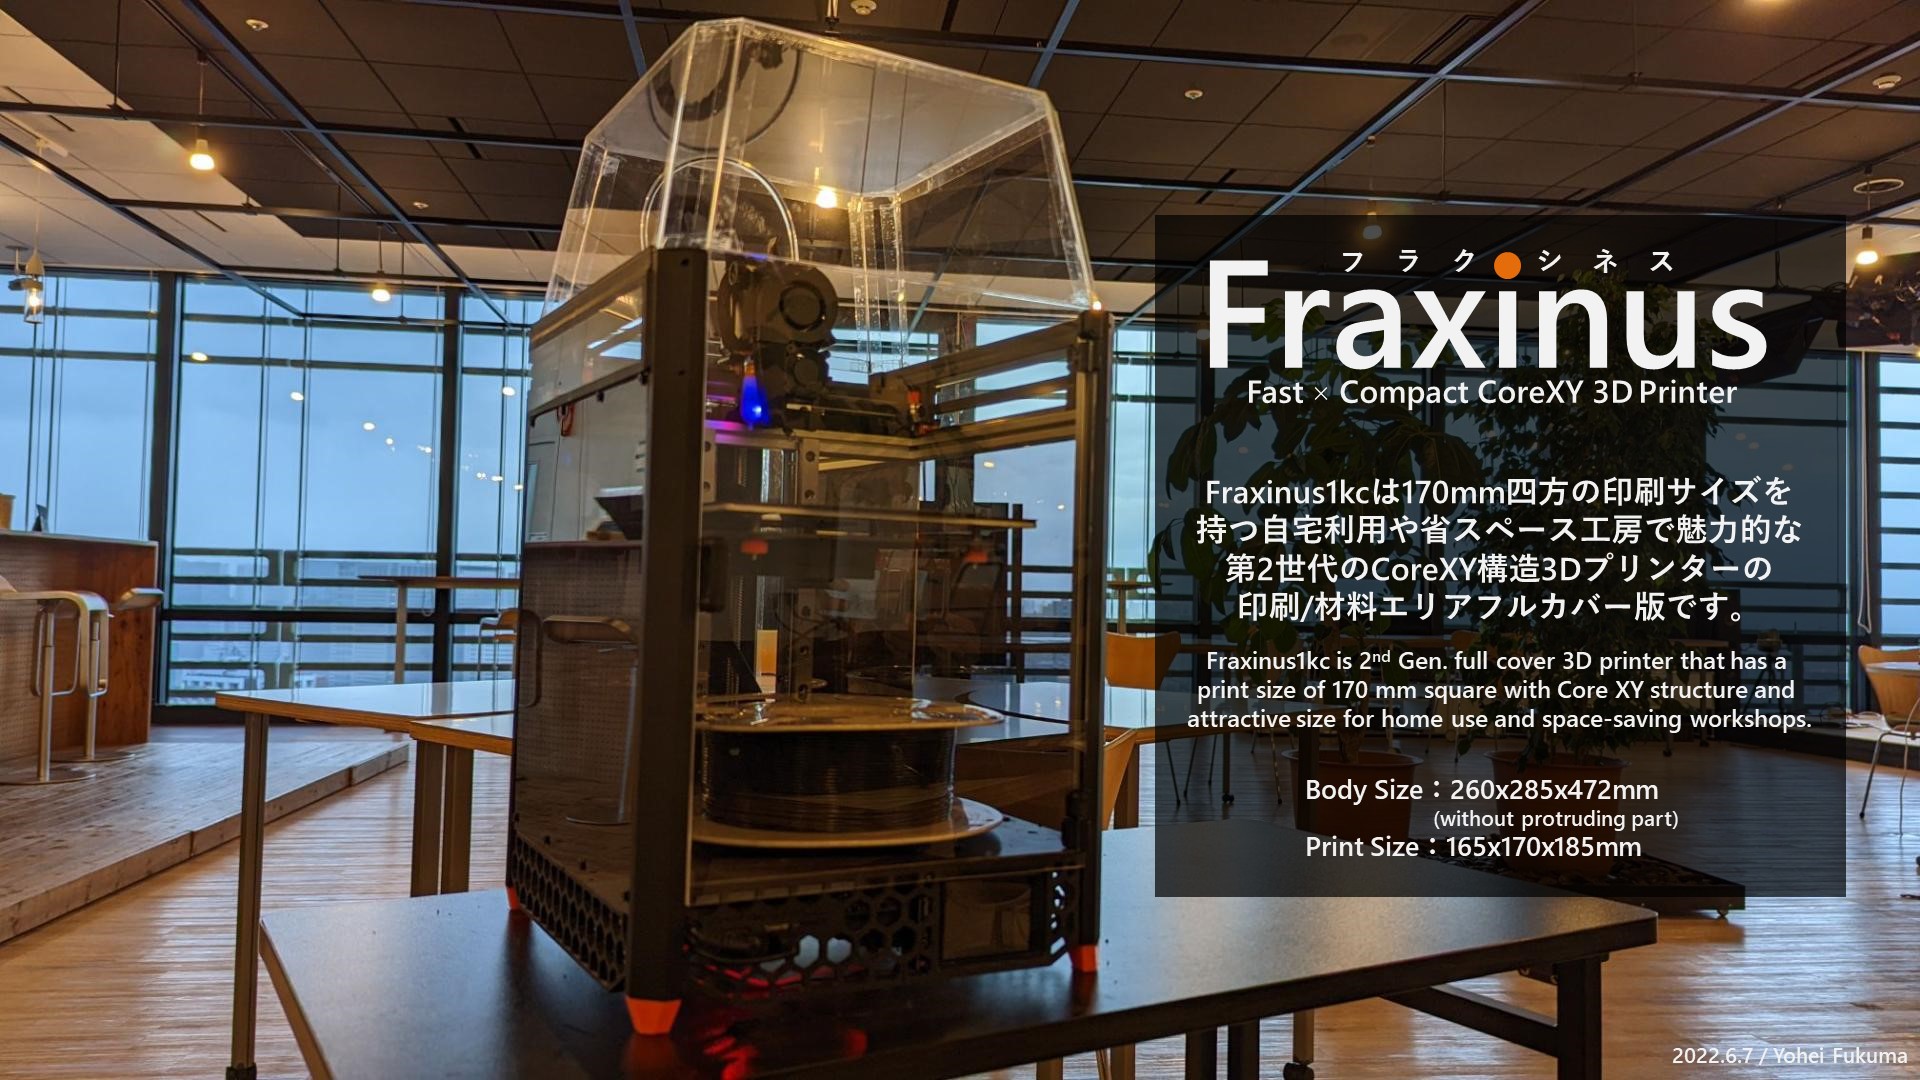 フラクシネス
Fraxinus
Fast × Compact CoreXY 3D Printer
Fraxinus1kcは170mm四方の印刷サイズを
持つ自宅利用や省スペース工房で魅力的な
第2世代のCoreXY構造3Dプリンターの
印刷/材料エリアフルカバー版です。
Fraxinus1kc is 2nd Gen. full cover 3D printer that has a
print size of 170 mm square with Core XY structure and
attractive size for home use and space-saving workshops.
Body Size：260x285x472mm
(without protruding part)
Print Size：165x170x185mm
2022.6.7 / Yohei Fukuma